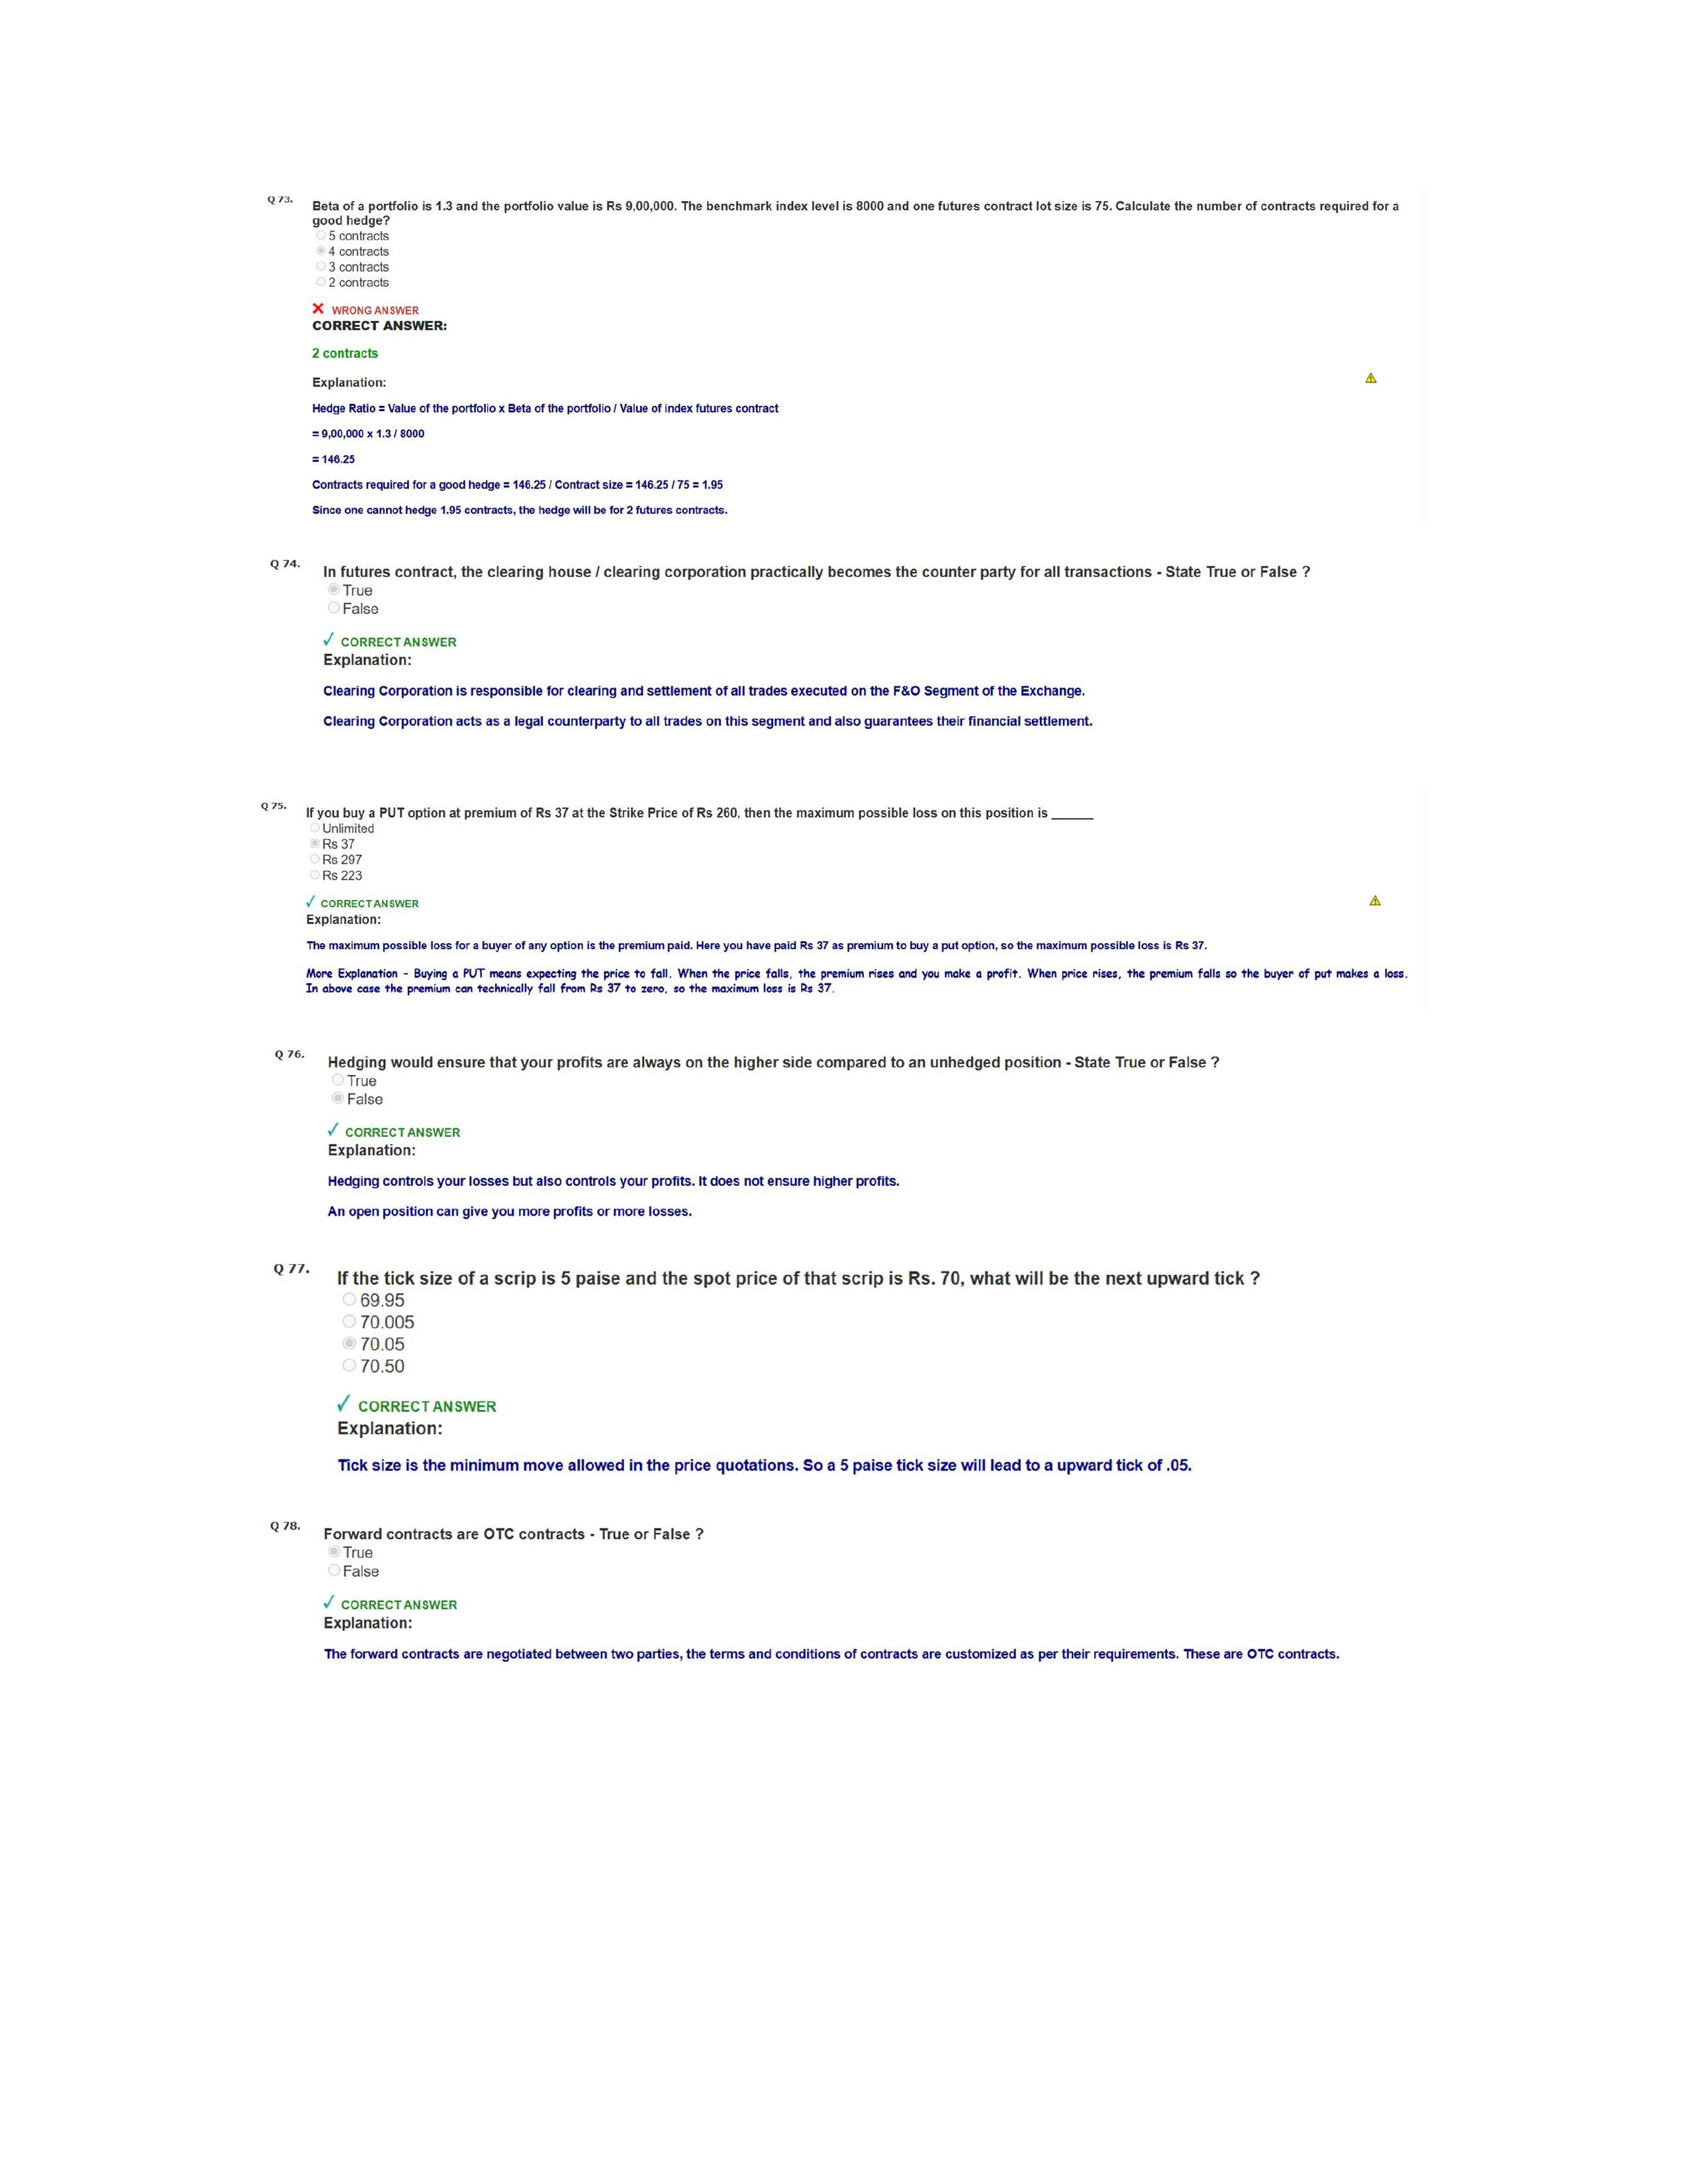 Q 73.
Beta of a portfolio is 1.3 and the portfolio value is Rs 9,00,000. The benchmark index level is 8000 and one futures contract lot size is 75. Calculate the number of contracts required for a
good hedge?
5 contracts
4 contracts
3 contracts
2 contracts
WRONG ANSWER
CORRECT ANSWER:
2 contracts
Explanation:
Hedge Ratio = Value of the portfolio x Beta of the portfolio / Value of index futures contract
= 9,00,000 x 1.3 / 8000
= 146.25
Contracts required for a good hedge = 146.25 / Contract size = 146.25 / 75 = 1.95
Since one cannot hedge 1.95 contracts, the hedge will be for 2 futures contracts.
Q 74.
In futures contract, the clearing house / clearing corporation practically becomes the counter party for all transactions - State True or False ?
True
False
CORRECT ANSWER
Explanation:
Clearing Corporation is responsible for clearing and settlement of all trades executed on the F&O Segment of the Exchange.
Clearing Corporation acts as a legal counterparty to all trades on this segment and also guarantees their financial settlement.
Q 75.
If you buy a PUT option at premium of Rs 37 at the Strike Price of Rs 260, then the maximum possible loss on this position is ______
Unlimited
Rs 37
Rs 297
Rs 223
CORRECT ANSWER
Explanation:
The maximum possible loss for a buyer of any option is the premium paid. Here you have paid Rs 37 as premium to buy a put option, so the maximum possible loss is Rs 37.
More Explanation - Buying a PUT means expecting the price to fall. When the price falls, the premium rises and you make a profit. When price rises, the premium falls so the buyer of put makes a loss.
In above case the premium can technically fall from Rs 37 to zero, so the maximum loss is Rs 37.
Q 76.
Hedging would ensure that your profits are always on the higher side compared to an unhedged position - State True or False ?
True
False
CORRECT ANSWER
Explanation:
Hedging controls your losses but also controls your profits. It does not ensure higher profits.
An open position can give you more profits or more losses.
Q 77.
If the tick size of a scrip is 5 paise and the spot price of that scrip is Rs. 70, what will be the next upward tick ?
69.95
70.005
70.05
70.50
CORRECT ANSWER
Explanation:
Tick size is the minimum move allowed in the price quotations. So a 5 paise tick size will lead to a upward tick of .05.
Q 78.
Forward contracts are OTC contracts - True or False ?
True
False
CORRECT ANSWER
Explanation:
The forward contracts are negotiated between two parties, the terms and conditions of contracts are customized as per their requirements. These are OTC contracts.